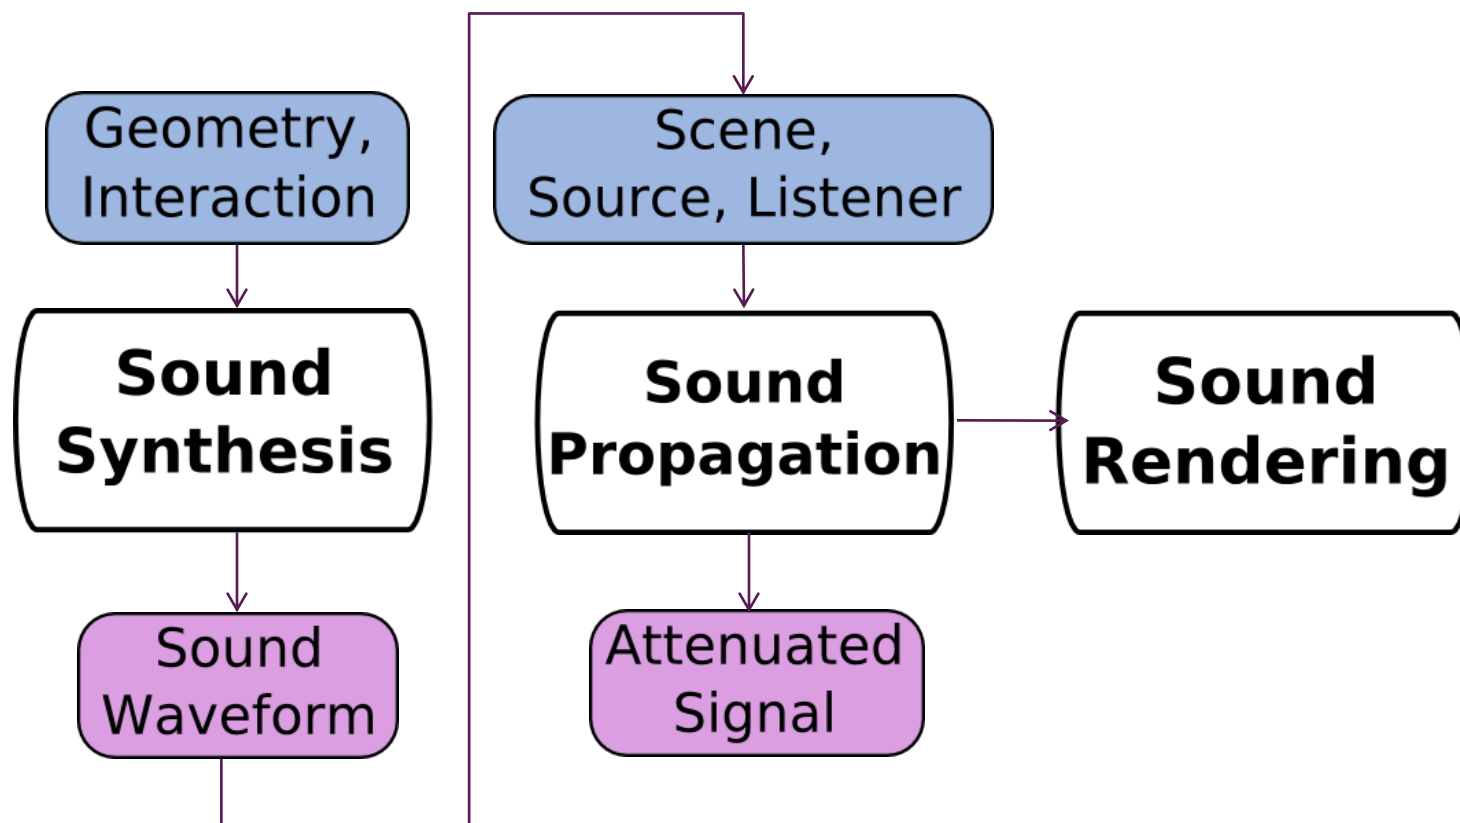 Geometry,
Interaction
Sound
Synthesis
Sound
Waveform
Scene,
Source, Listener
Sound
Propagation
Attenuated
Signal
Sound
Rendering